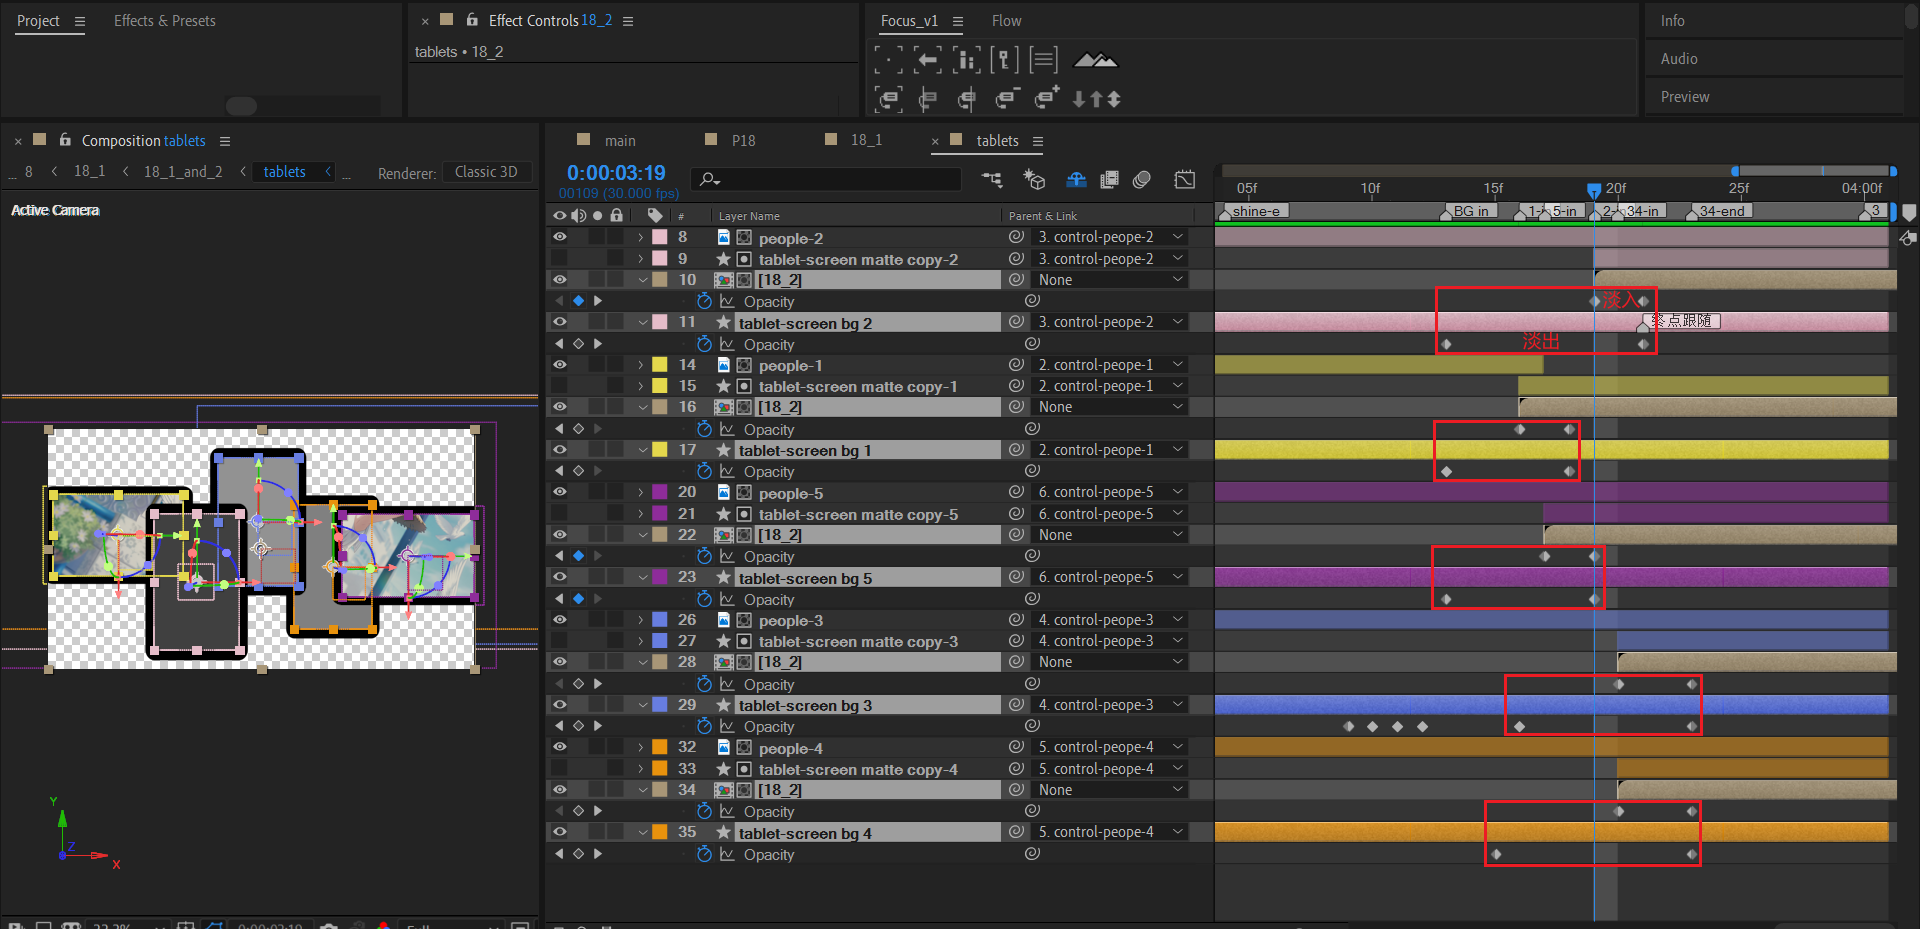 Project
Effects & Presets
Effect Controls 18_2
tablets • 18_2
Focus_v1
Flow
Info
Audio
Preview
Composition tablets
... 8 < 18_1 < 18_1_and_2 < tablets < ...
Renderer: Classic 3D
Active Camera
main
P18
18_1
tablets
0:00:03:19
00109 (30.000 fps)
05f 10f 15f 20f 25f 04:00f
# Layer Name Parent & Link
shine-e BG in 5-in 34-in 34-end 3
8 people-2 3. control-peope-2
9 tablet-screen matte copy-2 3. control-peope-2
10 [18_2] None
Opacity
淡入
11 tablet-screen bg 2 3. control-peope-2
终点跟随
Opacity
淡出
14 people-1 2. control-peope-1
15 tablet-screen matte copy-1 2. control-peope-1
16 [18_2] None
Opacity
17 tablet-screen bg 1 2. control-peope-1
Opacity
20 people-5 6. control-peope-5
21 tablet-screen matte copy-5 6. control-peope-5
22 [18_2] None
Opacity
23 tablet-screen bg 5 6. control-peope-5
Opacity
26 people-3 4. control-peope-3
27 tablet-screen matte copy-3 4. control-peope-3
28 [18_2] None
Opacity
29 tablet-screen bg 3 4. control-peope-3
Opacity
32 people-4 5. control-peope-4
33 tablet-screen matte copy-4 5. control-peope-4
34 [18_2] None
Opacity
35 tablet-screen bg 4 5. control-peope-4
Opacity
Y
Z
X